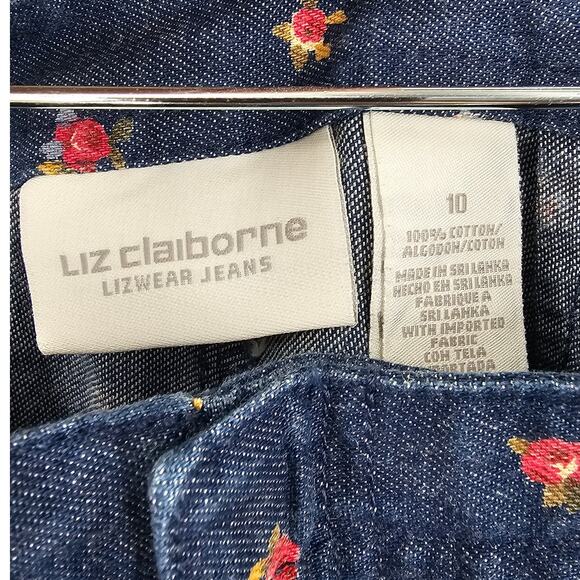 Liz claiborne
LIZWEAR JEANS
10
100% COTTON/
ALGODON/COTON
MADE IN SRI LANKA
HECHO EN SRI LANKA
FABRIQUE A
SRI LANKA
WITH IMPORTED
FABRIC
CON TELA